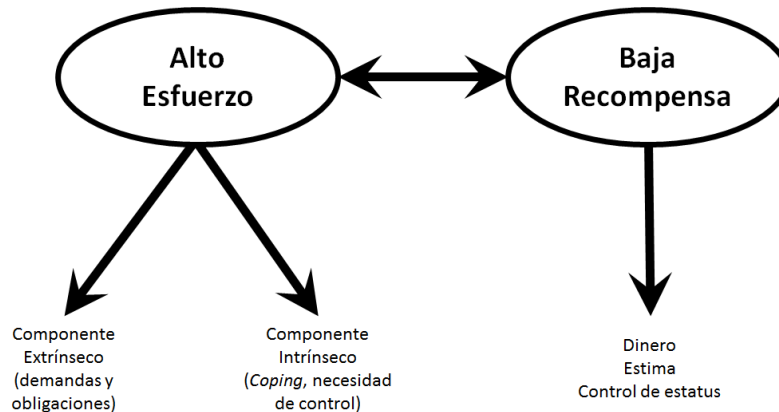 Alto
Esfuerzo
Baja
Recompensa
Componente
Extrínseco
(demandas y
obligaciones)
Componente
Intrínseco
(Coping, necesidad
de control)
Dinero
Estima
Control de estatus